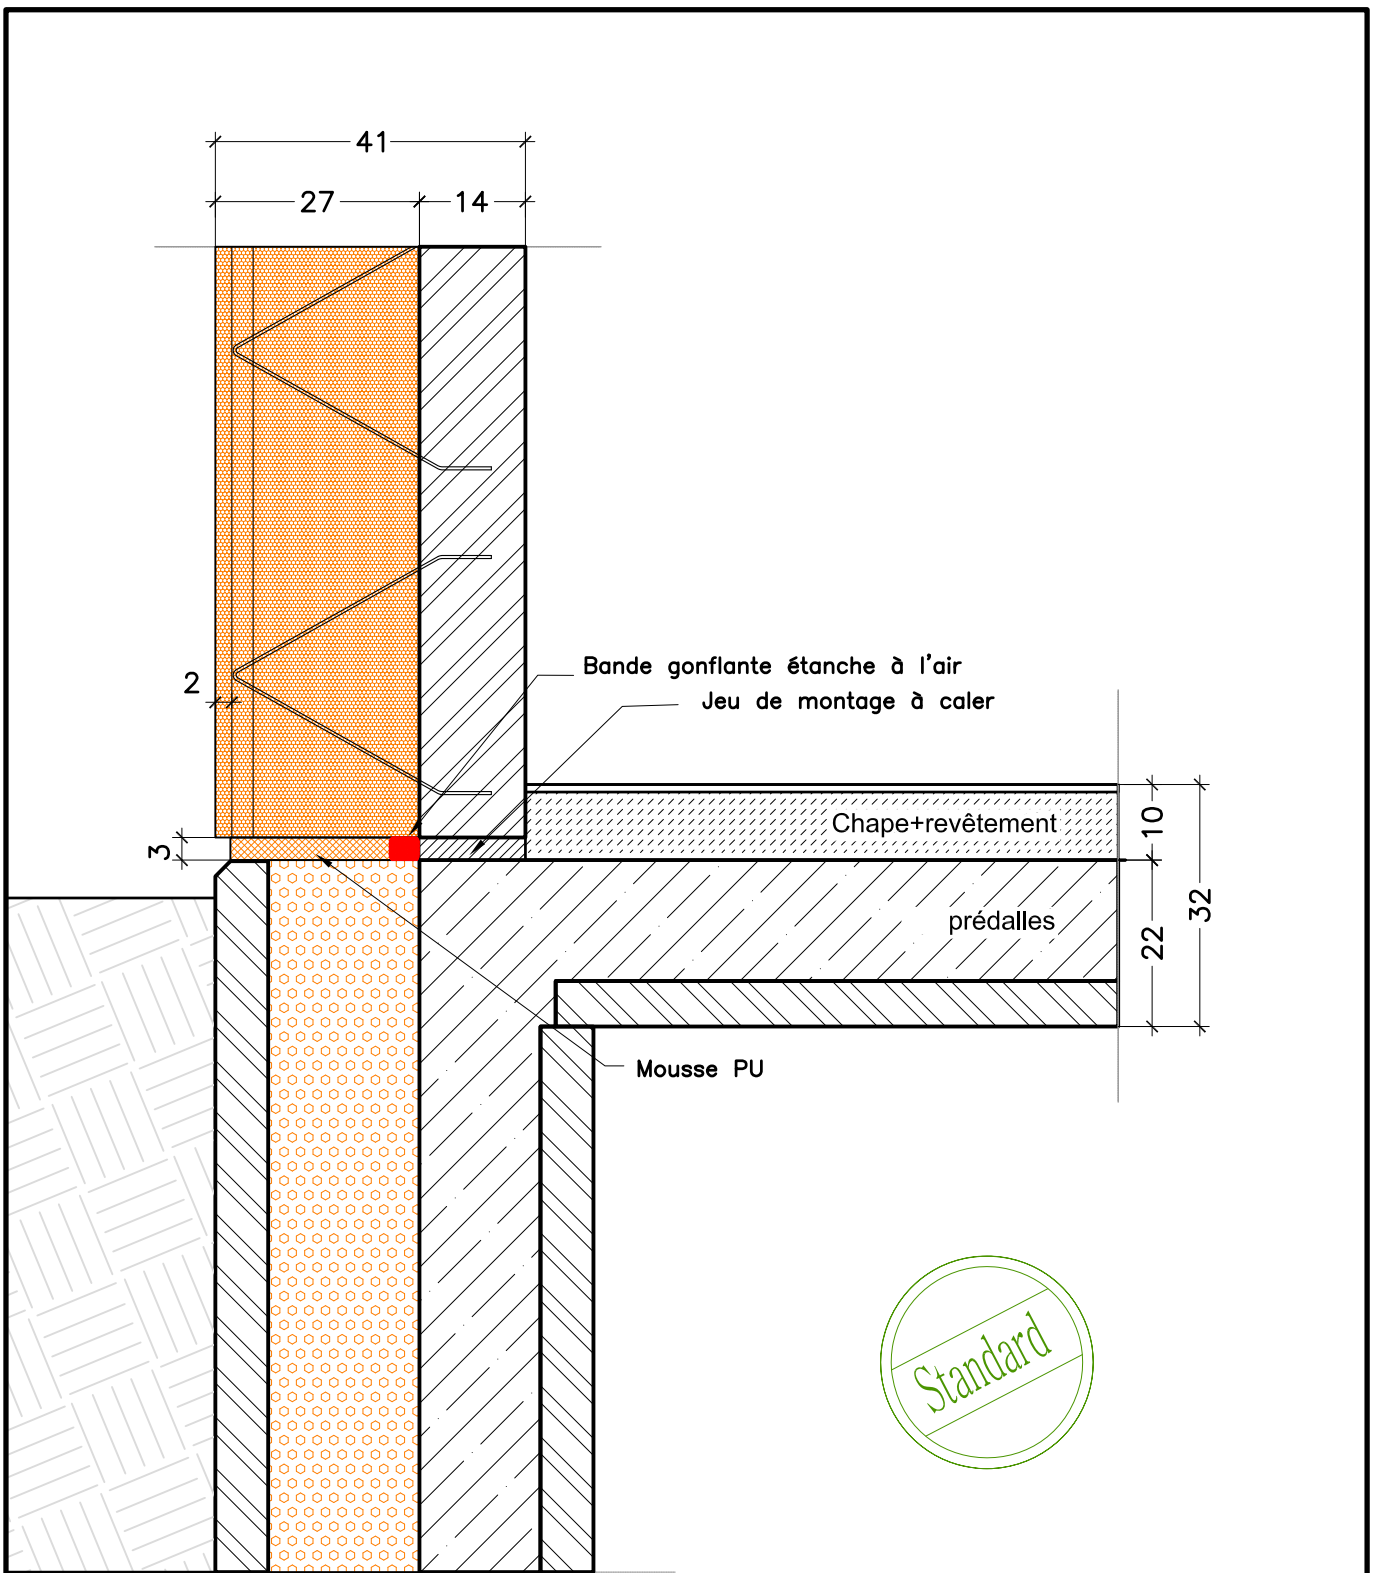 41
27
14
2
Bande gonflante étanche à l'air
Jeu de montage à caler
3
Chape+revêtement
10
32
prédalles
22
Mousse PU
Standard